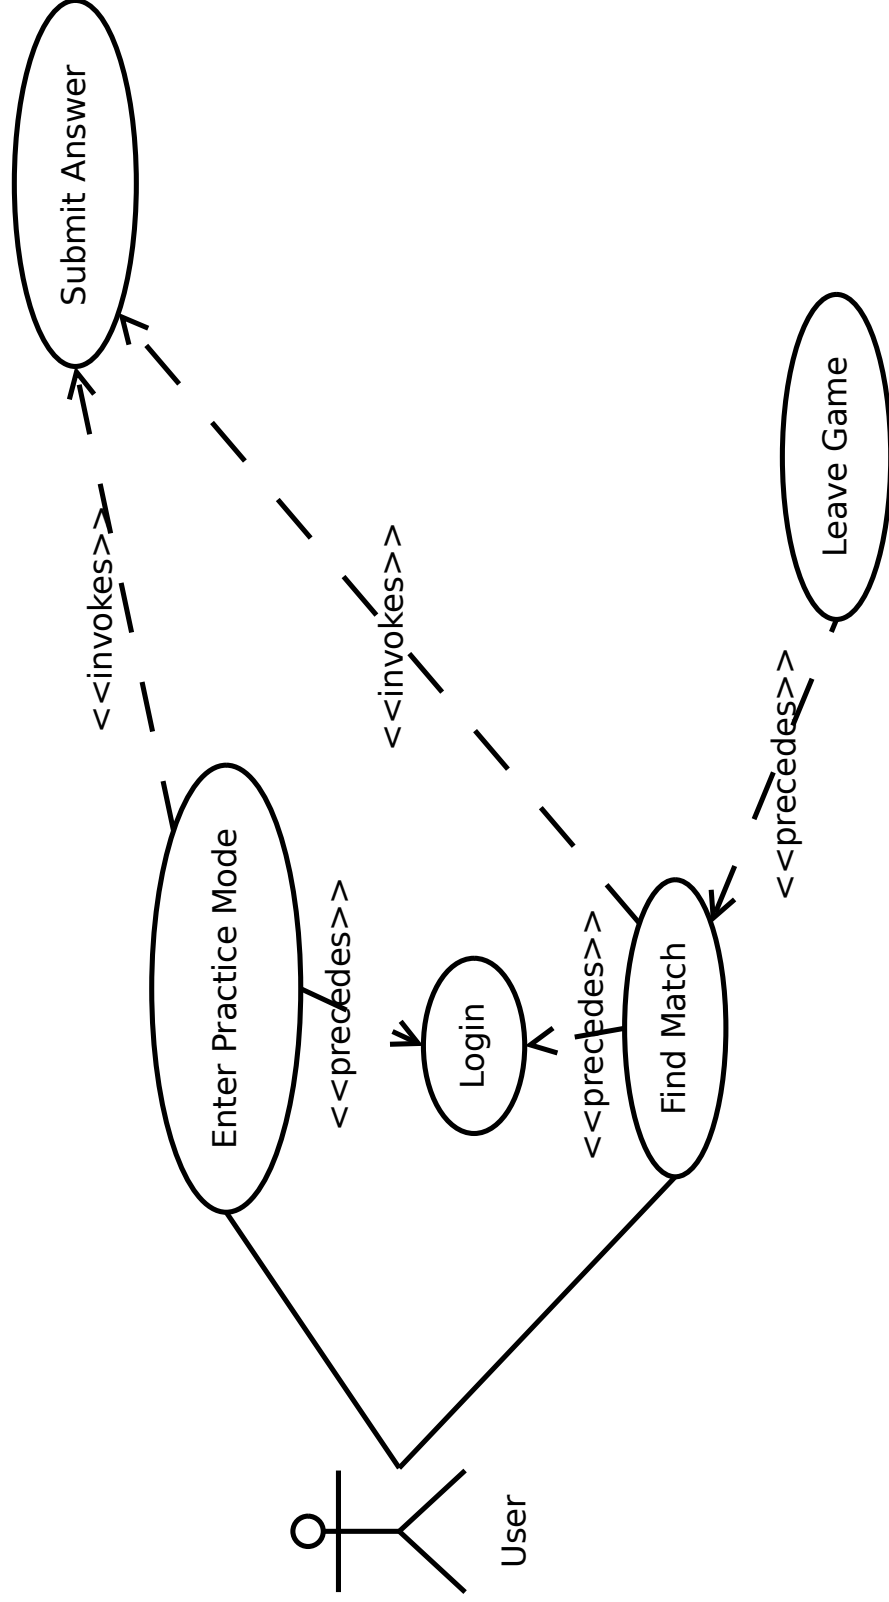 Submit Answer
<<invokes>>
Enter Practice Mode
<<precedes>>
<<invokes>>
Login
<<precedes>>
User
Find Match
<<precedes>>
Leave Game